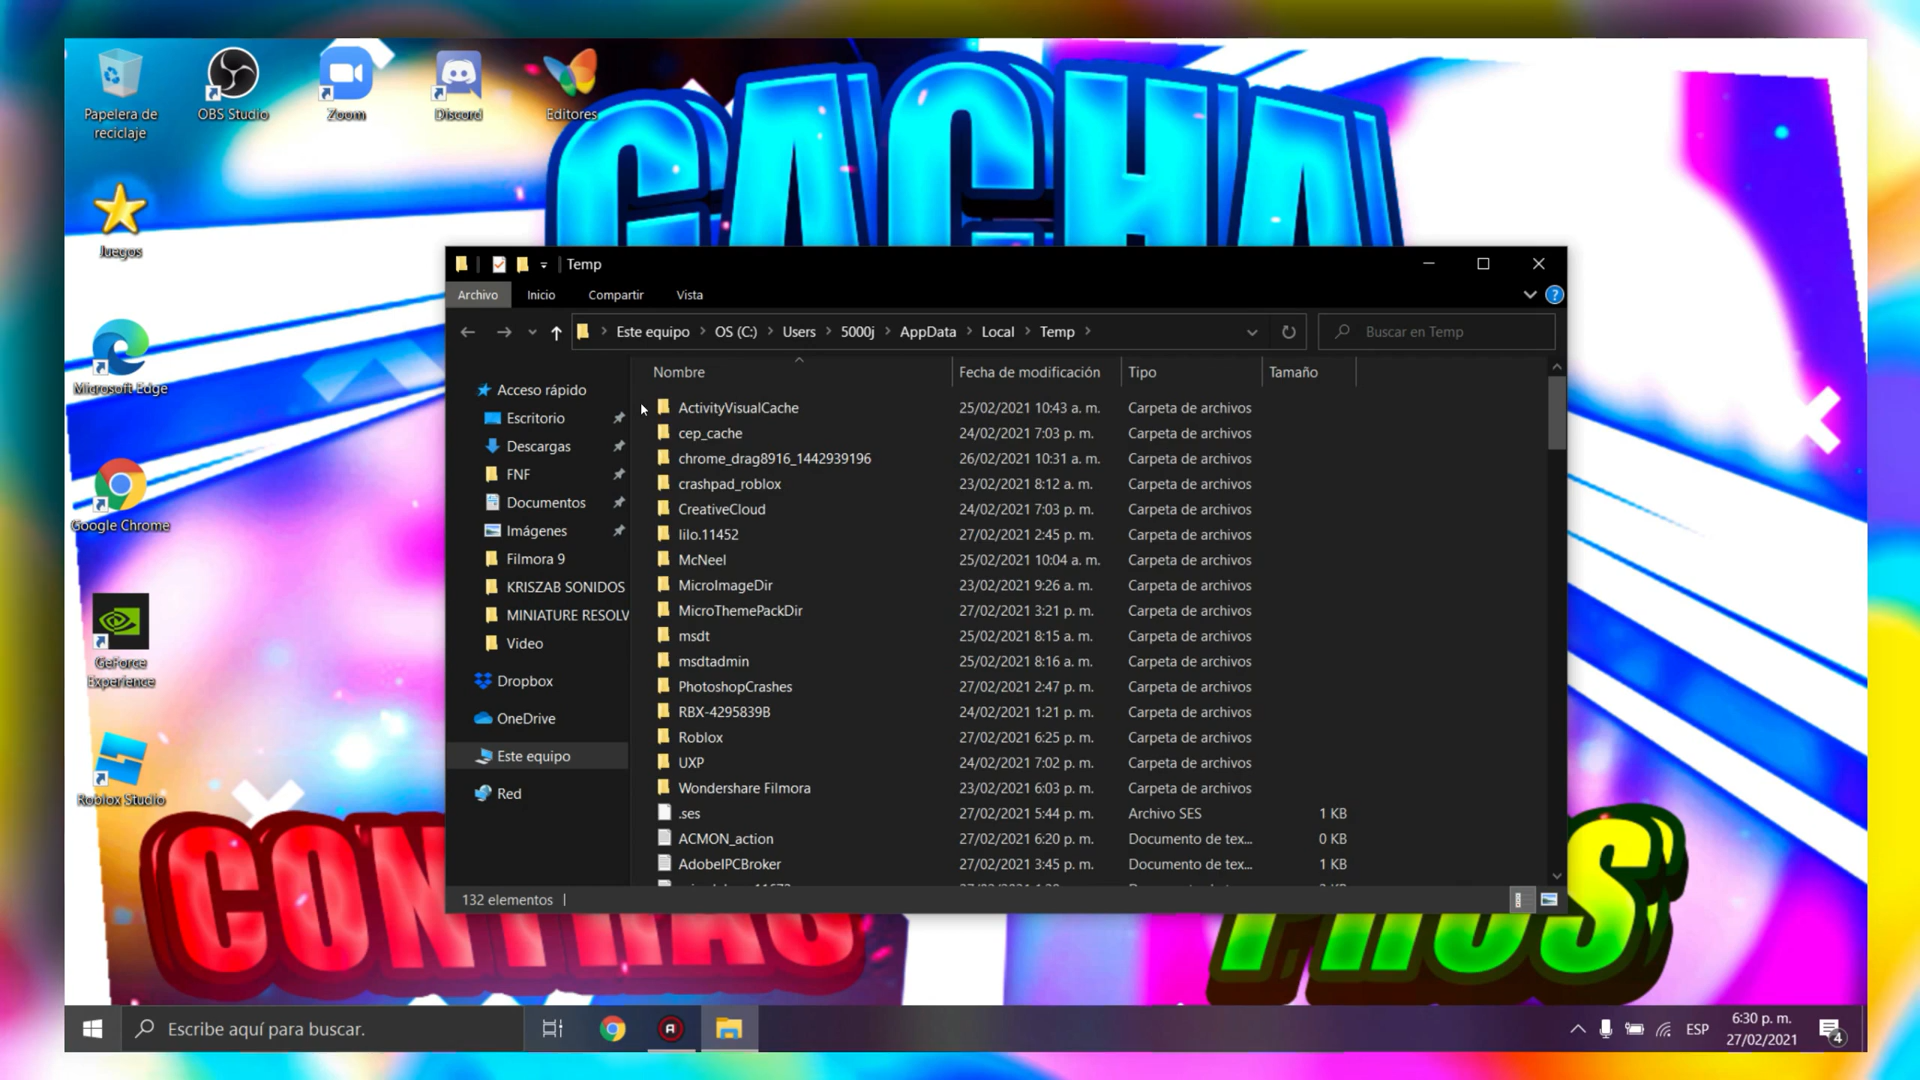 Papelera de
reciclaje
OBS Studio
Zoom
Discord
Editores
Juegos
Microsoft Edge
Google Chrome
GeForce
Experience
Roblox Studio
CONTRAS
PROS
Temp
Archivo
Inicio
Compartir
Vista
?
Este equipo
OS (C:)
Users
5000j
AppData
Local
Temp
Buscar en Temp
Nombre
Fecha de modificación
Tipo
Tamaño
Acceso rápido
Escritorio
Descargas
FNF
Documentos
Imágenes
Filmora 9
KRISZAB SONIDOS
MINIATURE RESOLV
Video
Dropbox
OneDrive
Este equipo
Red
ActivityVisualCache 25/02/2021 10:43 a. m. Carpeta de archivos
cep_cache 24/02/2021 7:03 p. m. Carpeta de archivos
chrome_drag8916_1442939196 26/02/2021 10:31 a. m. Carpeta de archivos
crashpad_roblox 23/02/2021 8:12 a. m. Carpeta de archivos
CreativeCloud 24/02/2021 7:03 p. m. Carpeta de archivos
lilo.11452 27/02/2021 2:45 p. m. Carpeta de archivos
McNeel 25/02/2021 10:04 a. m. Carpeta de archivos
MicroImageDir 23/02/2021 9:26 a. m. Carpeta de archivos
MicroThemePackDir 27/02/2021 3:21 p. m. Carpeta de archivos
msdt 25/02/2021 8:15 a. m. Carpeta de archivos
msdtadmin 25/02/2021 8:16 a. m. Carpeta de archivos
PhotoshopCrashes 27/02/2021 2:47 p. m. Carpeta de archivos
RBX-4295839B 24/02/2021 1:21 p. m. Carpeta de archivos
Roblox 27/02/2021 6:25 p. m. Carpeta de archivos
UXP 24/02/2021 7:02 p. m. Carpeta de archivos
Wondershare Filmora 23/02/2021 6:03 p. m. Carpeta de archivos
.ses 27/02/2021 5:44 p. m. Archivo SES 1 KB
ACMON_action 27/02/2021 6:20 p. m. Documento de tex... 0 KB
AdobeIPCBroker 27/02/2021 3:45 p. m. Documento de tex... 1 KB
132 elementos
Escribe aquí para buscar.
ESP
6:30 p. m.
27/02/2021
4